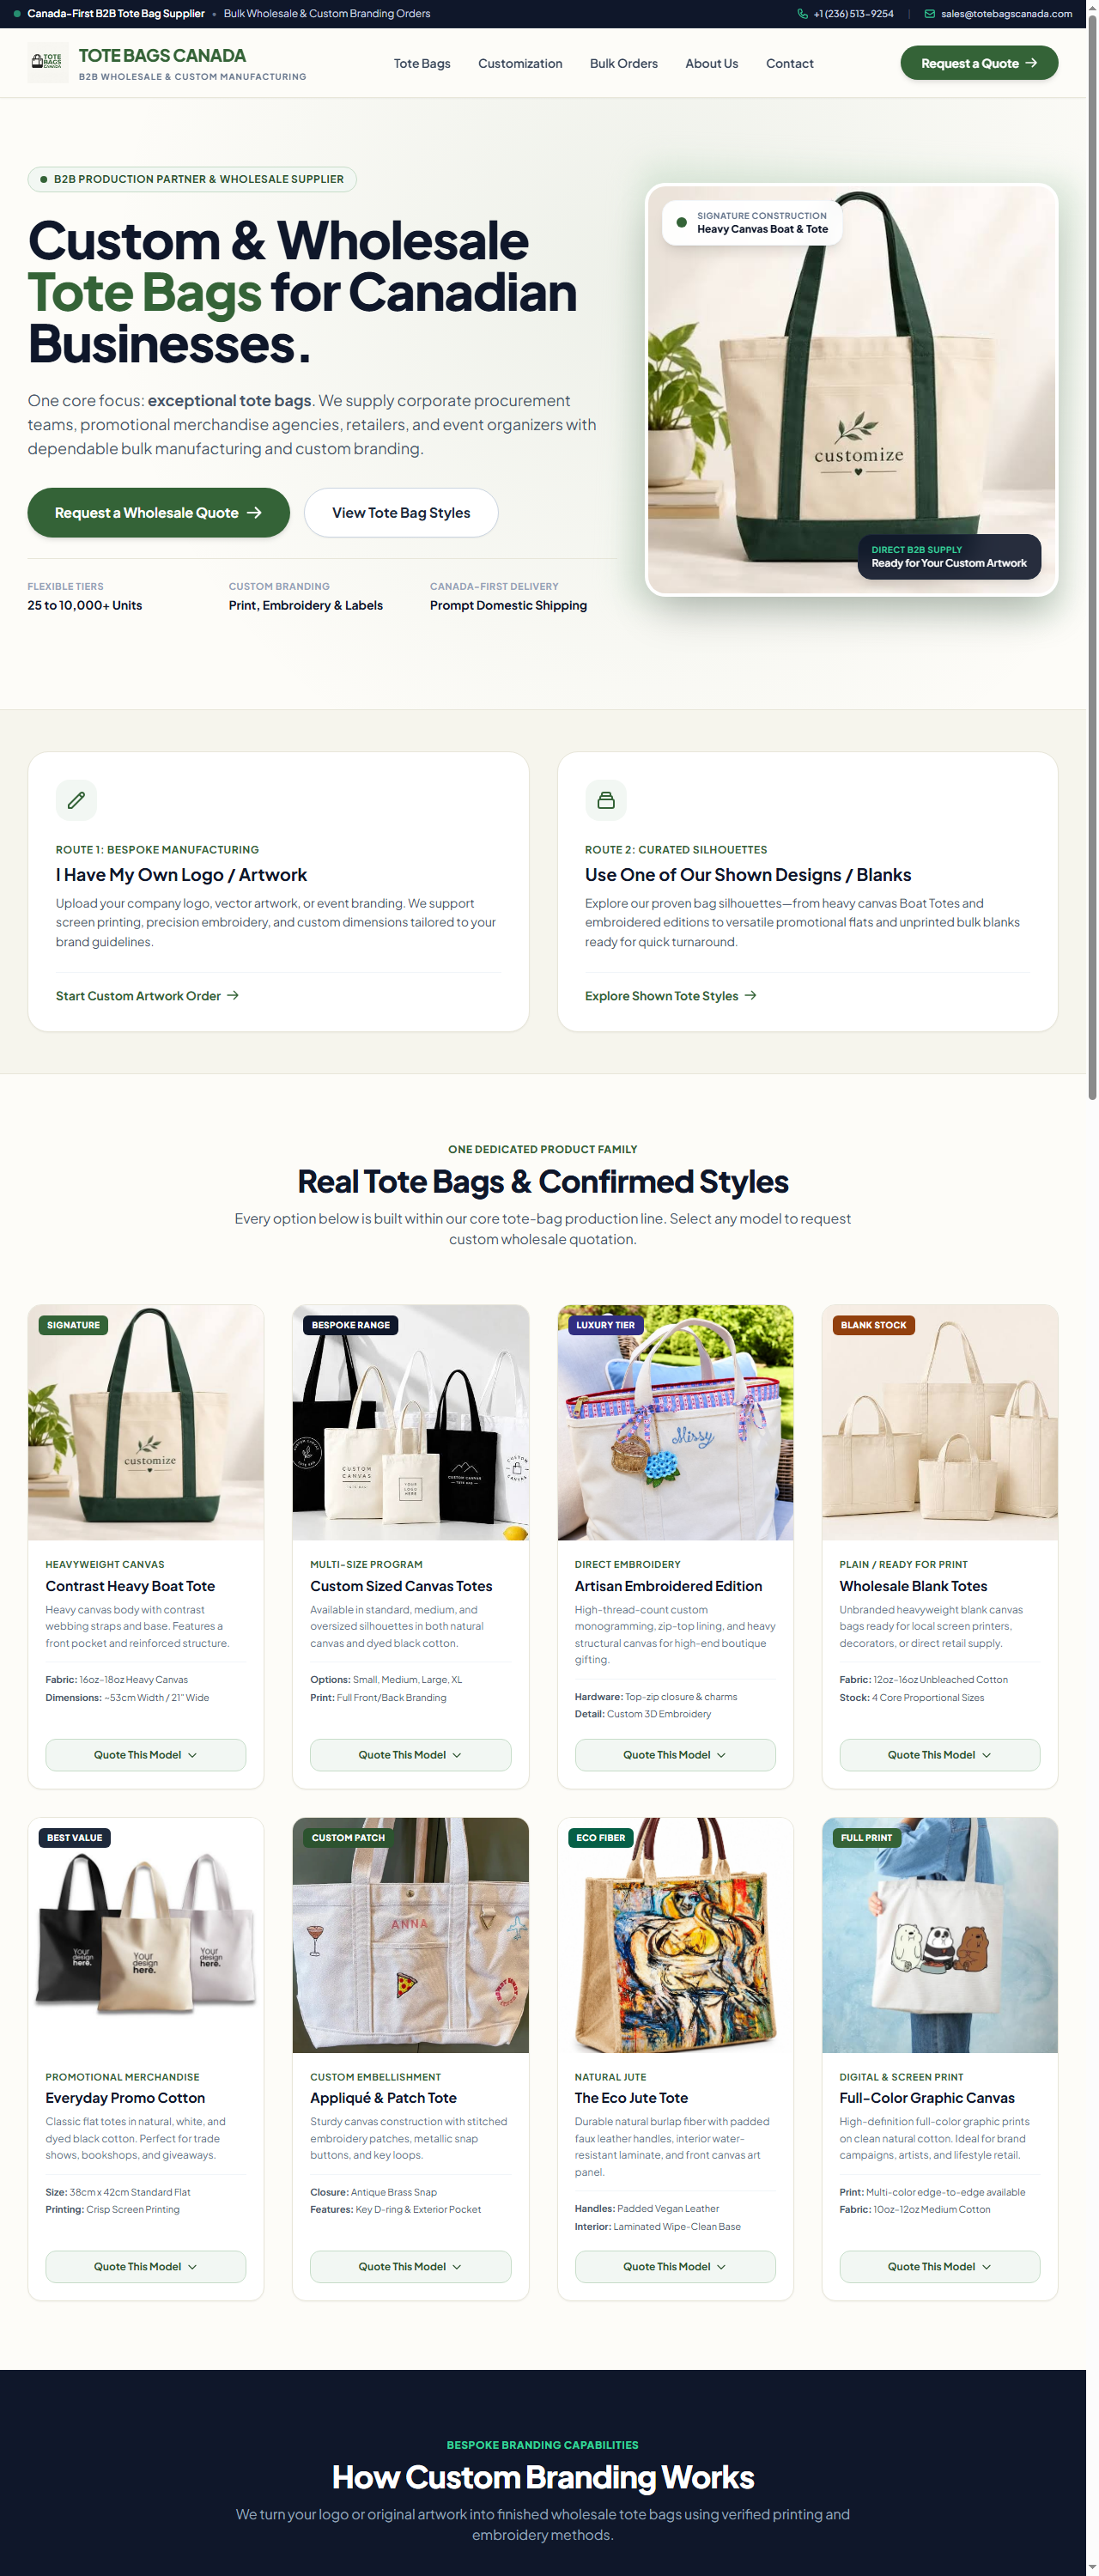 Canada-First B2B Tote Bag Supplier • Bulk Wholesale & Custom Branding Orders
+1 (236) 513-9254 | sales@totebagscanada.com
TOTE BAGS CANADA
TOTE BAGS CANADA
B2B WHOLESALE & CUSTOM MANUFACTURING
Tote Bags
Customization
Bulk Orders
About Us
Contact
Request a Quote →
B2B PRODUCTION PARTNER & WHOLESALE SUPPLIER
Custom & Wholesale
Tote Bags for Canadian
Businesses.
One core focus: exceptional tote bags. We supply corporate procurement
teams, promotional merchandise agencies, retailers, and event organizers with
dependable bulk manufacturing and custom branding.
Request a Wholesale Quote →
View Tote Bag Styles
FLEXIBLE TIERS
25 to 10,000+ Units
CUSTOM BRANDING
Print, Embroidery & Labels
CANADA-FIRST DELIVERY
Prompt Domestic Shipping
SIGNATURE CONSTRUCTION
Heavy Canvas Boat & Tote
customize
DIRECT B2B SUPPLY
Ready for Your Custom Artwork
ROUTE 1: BESPOKE MANUFACTURING
I Have My Own Logo / Artwork
Upload your company logo, vector artwork, or event branding. We support
screen printing, precision embroidery, and custom dimensions tailored to your
brand guidelines.
Start Custom Artwork Order →
ROUTE 2: CURATED SILHOUETTES
Use One of Our Shown Designs / Blanks
Explore our proven bag silhouettes—from heavy canvas Boat Totes and
embroidered editions to versatile promotional flats and unprinted bulk blanks
ready for quick turnaround.
Explore Shown Tote Styles →
ONE DEDICATED PRODUCT FAMILY
Real Tote Bags & Confirmed Styles
Every option below is built within our core tote-bag production line. Select any model to request
custom wholesale quotation.
SIGNATURE
customize
HEAVYWEIGHT CANVAS
Contrast Heavy Boat Tote
Heavy canvas body with contrast
webbing straps and base. Features a
front pocket and reinforced structure.
Fabric: 16oz–18oz Heavy Canvas
Dimensions: ~53cm Width / 21" Wide
Quote This Model
BESPOKE RANGE
CUSTOM
CANVAS
YOUR
LOGO
HERE
CUSTOM CANVAS
MULTI-SIZE PROGRAM
Custom Sized Canvas Totes
Available in standard, medium, and
oversized silhouettes in both natural
canvas and dyed black cotton.
Options: Small, Medium, Large, XL
Print: Full Front/Back Branding
Quote This Model
LUXURY TIER
Missy
DIRECT EMBROIDERY
Artisan Embroidered Edition
High-thread-count custom
monogramming, zip-top lining, and heavy
structural canvas for high-end boutique
gifting.
Hardware: Top-zip closure & charms
Detail: Custom 3D Embroidery
Quote This Model
BLANK STOCK
PLAIN / READY FOR PRINT
Wholesale Blank Totes
Unbranded heavyweight blank canvas
bags ready for local screen printers,
decorators, or direct retail supply.
Fabric: 12oz–16oz Unbleached Cotton
Stock: 4 Core Proportional Sizes
Quote This Model
BEST VALUE
Your
design
here.
Your
design
here.
Your
design
here.
PROMOTIONAL MERCHANDISE
Everyday Promo Cotton
Classic flat totes in natural, white, and
dyed black cotton. Perfect for trade
shows, bookshops, and giveaways.
Size: 38cm x 42cm Standard Flat
Printing: Crisp Screen Printing
Quote This Model
CUSTOM PATCH
ANNA
CUSTOM EMBELLISHMENT
Appliqué & Patch Tote
Sturdy canvas construction with stitched
embroidery patches, metallic snap
buttons, and key loops.
Closure: Antique Brass Snap
Features: Key D-ring & Exterior Pocket
Quote This Model
ECO FIBER
NATURAL JUTE
The Eco Jute Tote
Durable natural burlap fiber with padded
faux leather handles, interior water-
resistant laminate, and front canvas art
panel.
Handles: Padded Vegan Leather
Interior: Laminated Wipe-Clean Base
Quote This Model
FULL PRINT
DIGITAL & SCREEN PRINT
Full-Color Graphic Canvas
High-definition full-color graphic prints
on clean natural cotton. Ideal for brand
campaigns, artists, and lifestyle retail.
Print: Multi-color edge-to-edge available
Fabric: 10oz–12oz Medium Cotton
Quote This Model
BESPOKE BRANDING CAPABILITIES
How Custom Branding Works
We turn your logo or original artwork into finished wholesale tote bags using verified printing and
embroidery methods.